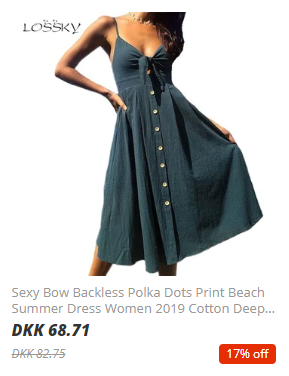 LOSSKY
Sexy Bow Backless Polka Dots Print Beach
Summer Dress Women 2019 Cotton Deep...
DKK 68.71
DKK 82.75
17% off